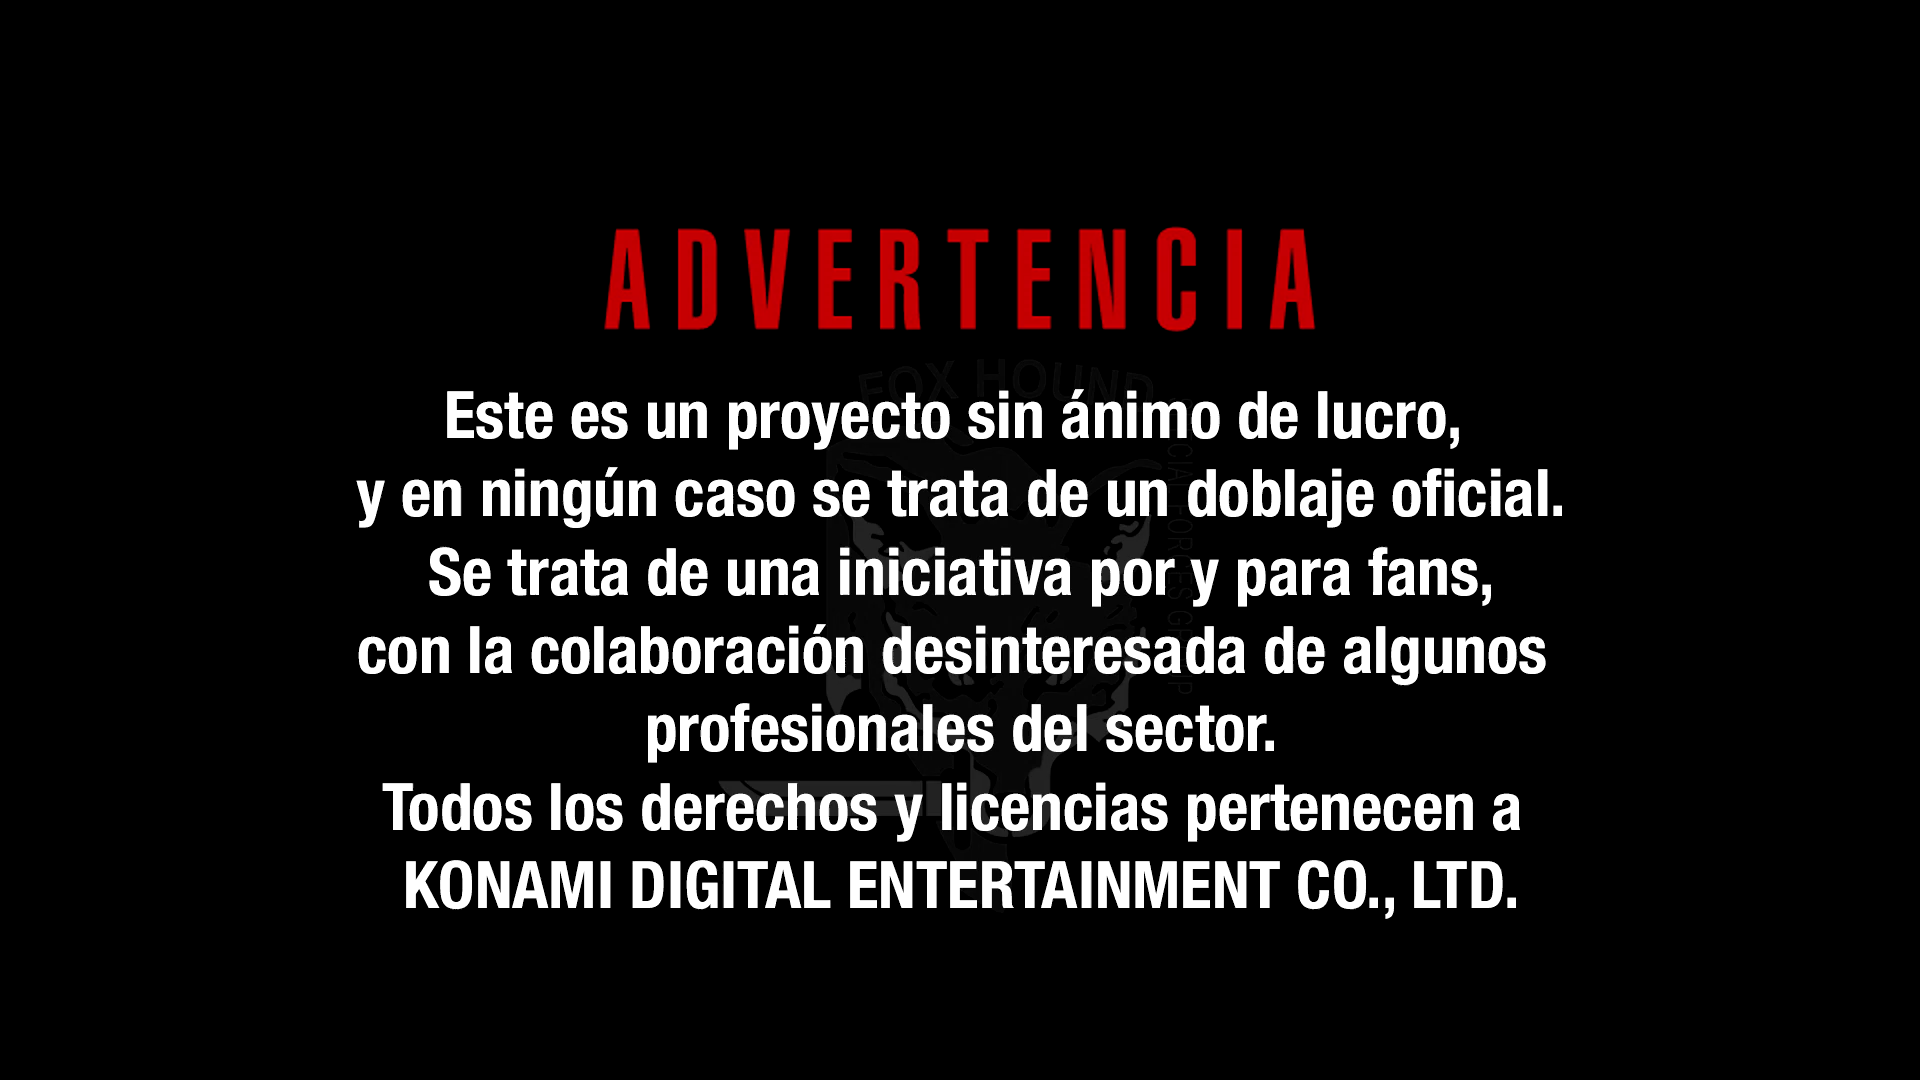 ADVERTENCIA
FOX HOUND
Este es un proyecto sin ánimo de lucro,
y en ningún caso se trata de un doblaje oficial.
Se trata de una iniciativa por y para fans,
con la colaboración desinteresada de algunos
profesionales del sector.
Todos los derechos y licencias pertenecen a
KONAMI DIGITAL ENTERTAINMENT CO., LTD.